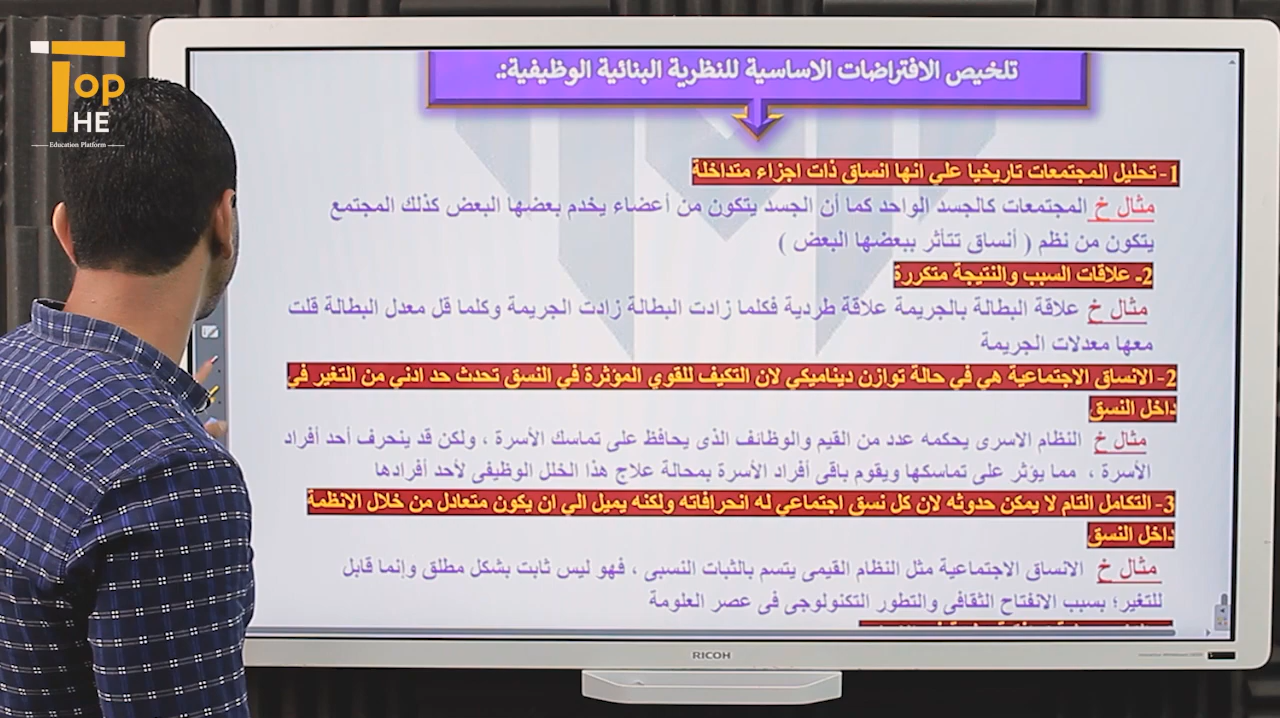 TOP
THE
Education Platform
تلخيص الافتراضات الاساسية للنظرية البنائية الوظيفية:.
1- تحليل المجتمعات تاريخيا علي انها انساق ذات اجزاء متداخلة
مثال خ المجتمعات كالجسد الواحد كما أن الجسد يتكون من أعضاء يخدم بعضها البعض كذلك المجتمع
يتكون من نظم ( أنساق تتأثر ببعضها البعض )
2- علاقات السبب والنتيجة متكررة
مثال خ علاقة البطالة بالجريمة علاقة طردية فكلما زادت البطالة زادت الجريمة وكلما قل معدل البطالة قلت
معها معدلات الجريمة
2- الانساق الاجتماعية هي في حالة توازن ديناميكي لان التكيف للقوي المؤثرة في النسق تحدث حد ادني من التغير في
داخل النسق
مثال خ النظام الاسرى يحكمه عدد من القيم والوظائف الذى يحافظ على تماسك الأسرة ، ولكن قد ينحرف أحد أفراد
الأسرة ، مما يؤثر على تماسكها ويقوم باقى أفراد الأسرة بمحالة علاج هذا الخلل الوظيفى لأحد أفرادها
3- التكامل التام لا يمكن حدوثه لان كل نسق اجتماعي له انحرافاته ولكنه يميل الي ان يكون متعادل من خلال الانظمة
داخل النسق
مثال خ الانساق الاجتماعية مثل النظام القيمى يتسم بالثبات النسبى ، فهو ليس ثابت بشكل مطلق وإنما قابل
للتغير؛ بسبب الانفتاح الثقافى والتطور التكنولوجى فى عصر العلومة
RICOH